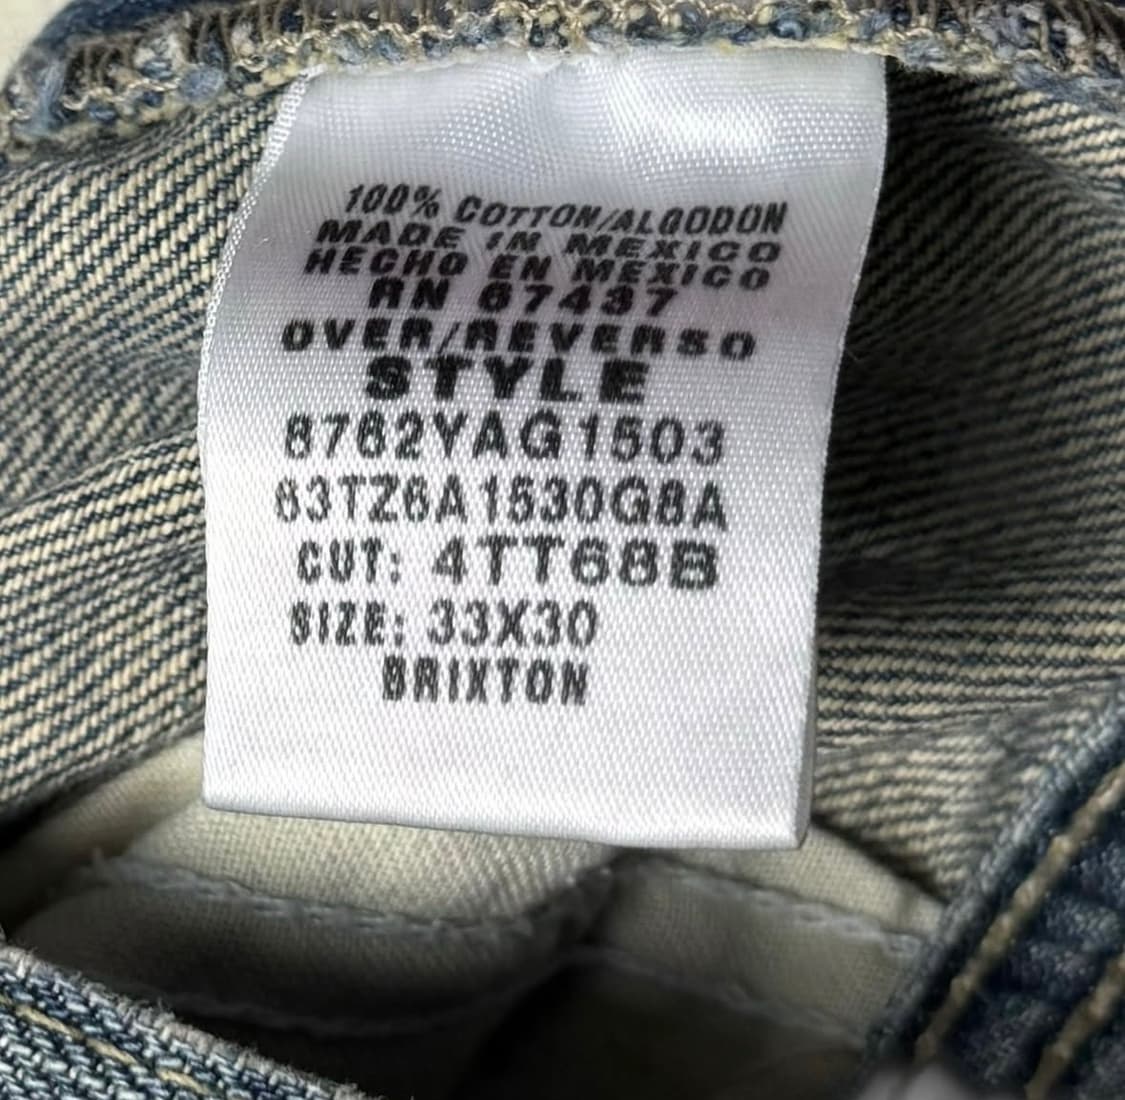 100% COTTON/ALGODON
MADE IN MEXICO
HECHO EN MEXICO
RN 67437
OVER/REVERSO
STYLE
8762YAG1503
63TZ6A1530G8A
CUT: 4TT68B
SIZE: 33X30
BRIXTON